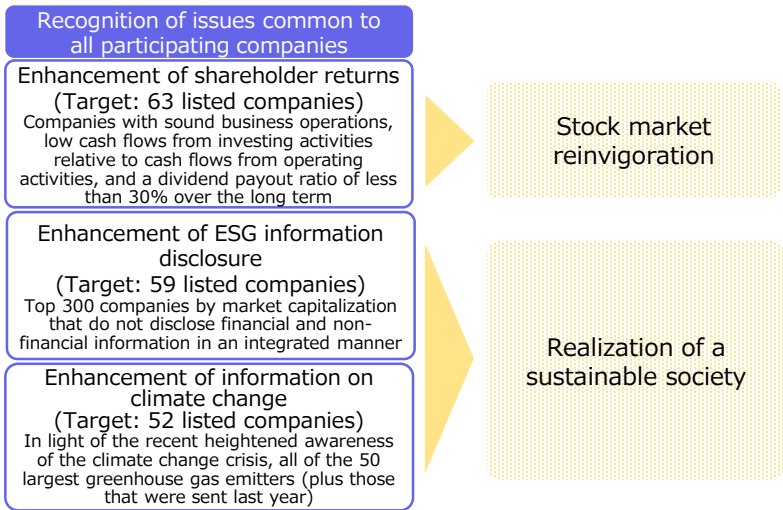 Recognition of issues common to
all participating companies
Enhancement of shareholder returns
(Target: 63 listed companies)
Companies with sound business operations,
low cash flows from investing activities
relative to cash flows from operating
activities, and a dividend payout ratio of less
than 30% over the long term
Stock market
reinvigoration
Enhancement of ESG information
disclosure
(Target: 59 listed companies)
Top 300 companies by market capitalization
that do not disclose financial and non-
financial information in an integrated manner
Enhancement of information on
climate change
(Target: 52 listed companies)
In light of the recent heightened awareness
of the climate change crisis, all of the 50
largest greenhouse gas emitters (plus those
that were sent last year)
Realization of a
sustainable society